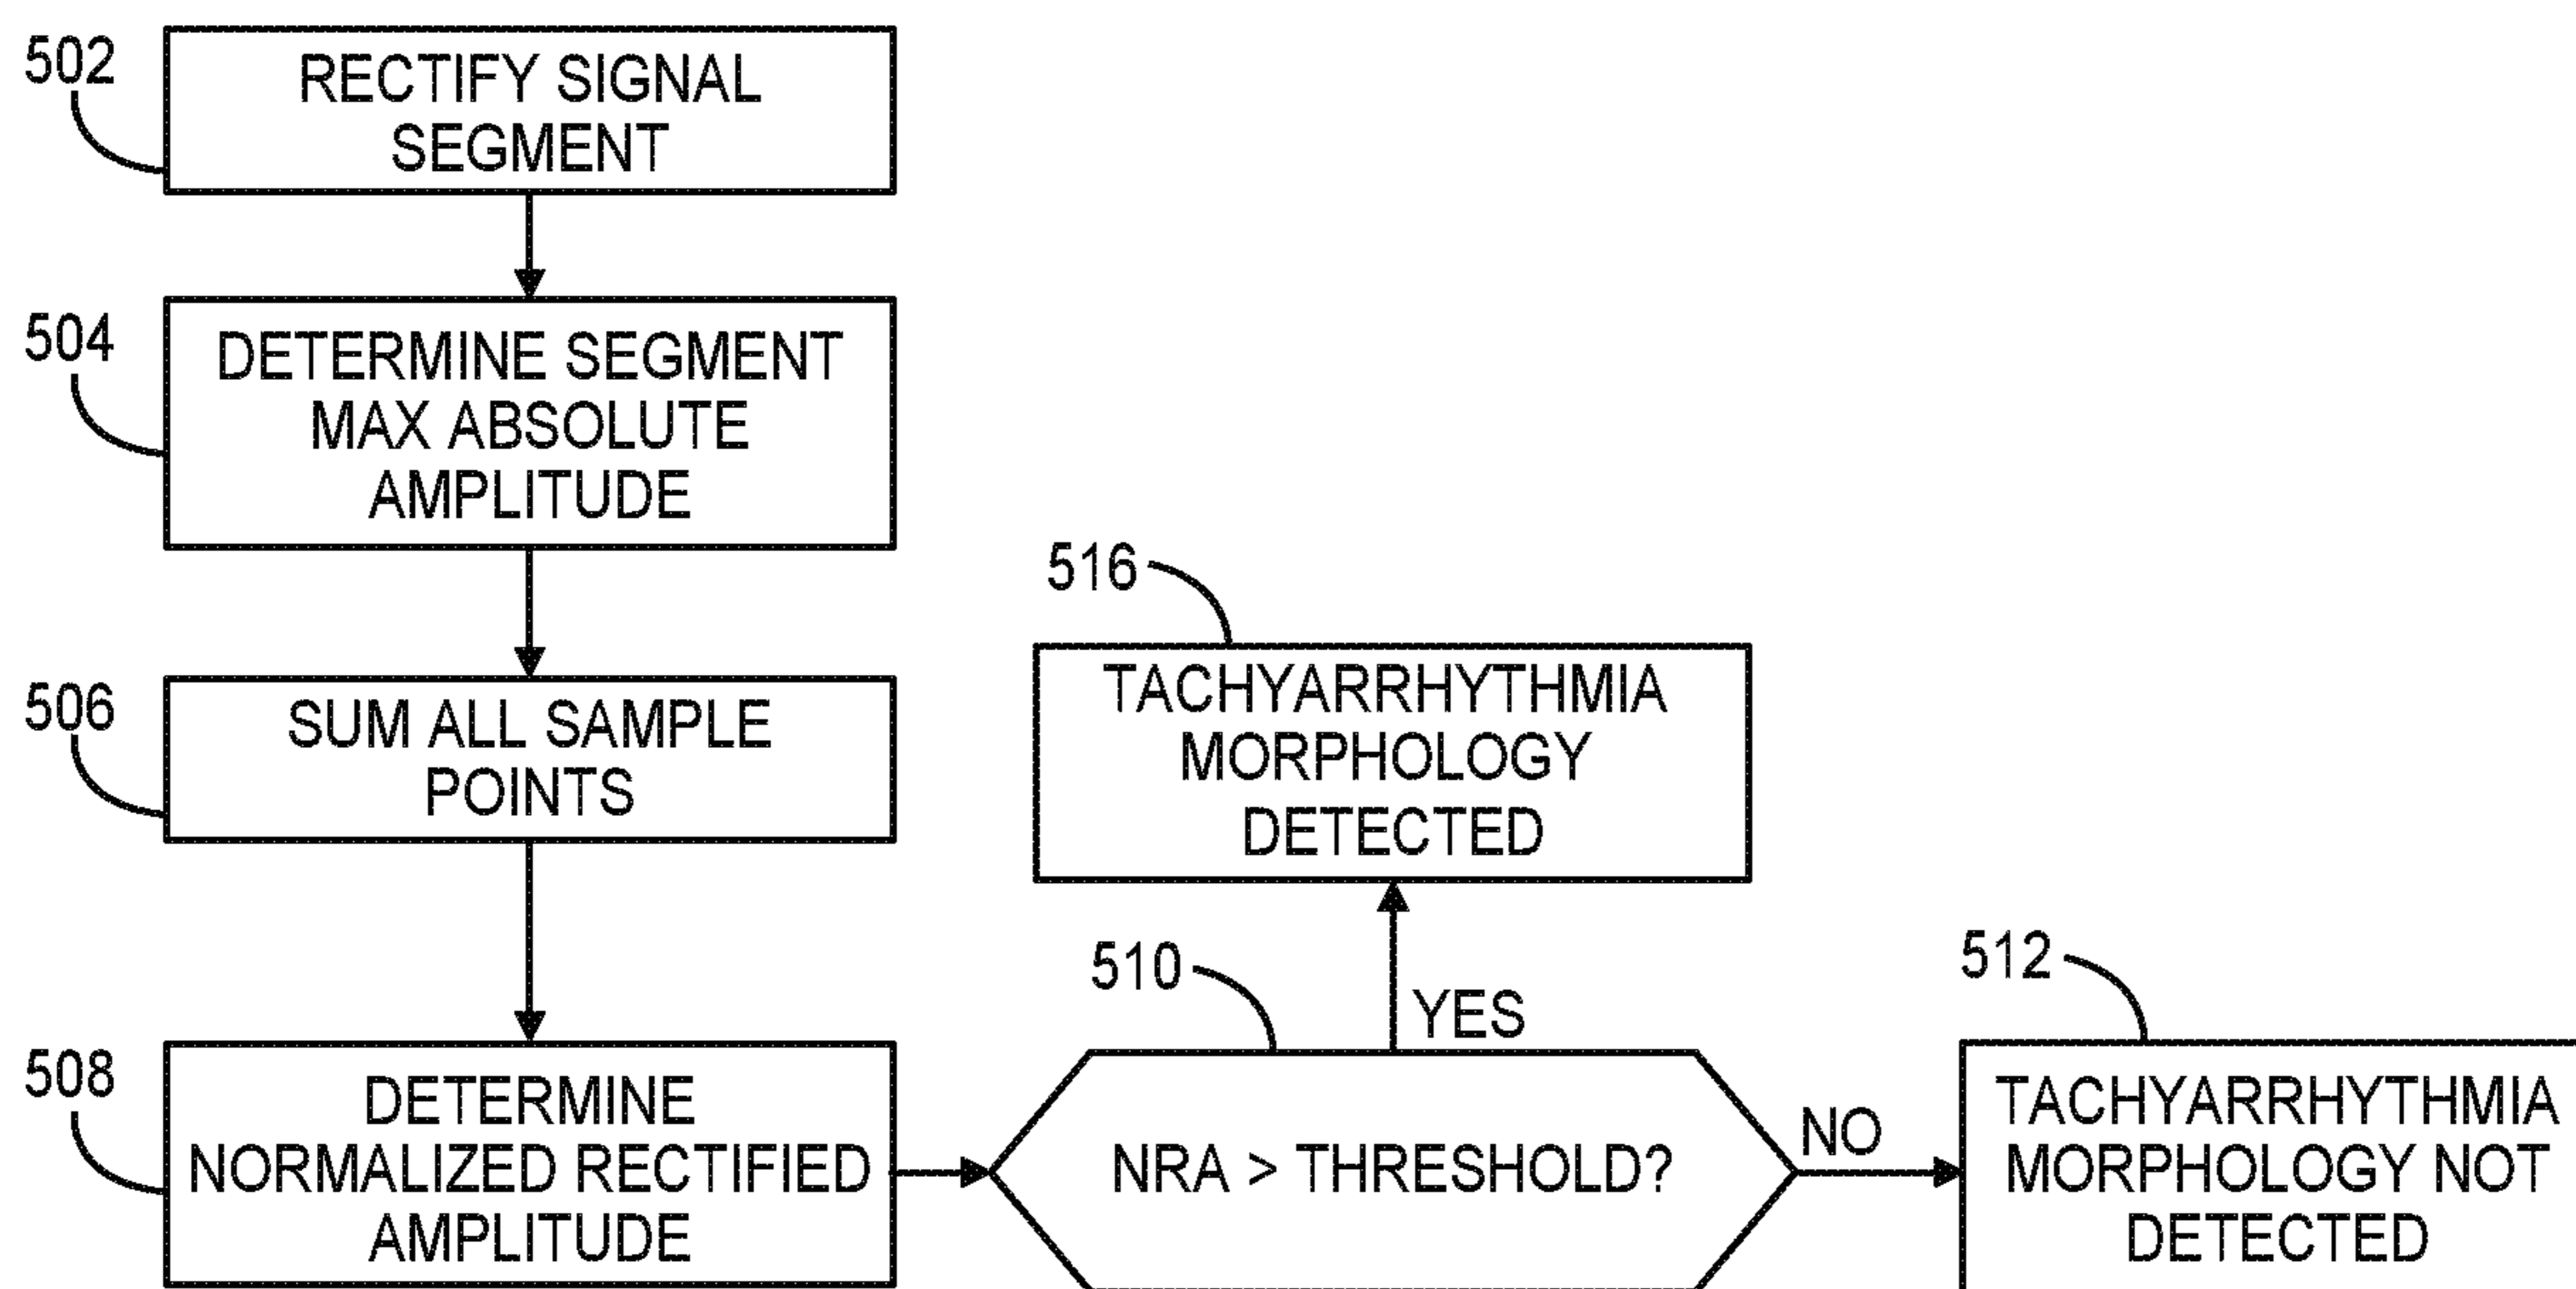 502
RECTIFY SIGNAL
SEGMENT
504
DETERMINE SEGMENT
MAX ABSOLUTE
AMPLITUDE
506
SUM ALL SAMPLE
POINTS
508
DETERMINE
NORMALIZED RECTIFIED
AMPLITUDE
510
NRA > THRESHOLD?
YES
516
TACHYARRHYTHMIA
MORPHOLOGY
DETECTED
NO
512
TACHYARRHYTHMIA
MORPHOLOGY NOT
DETECTED